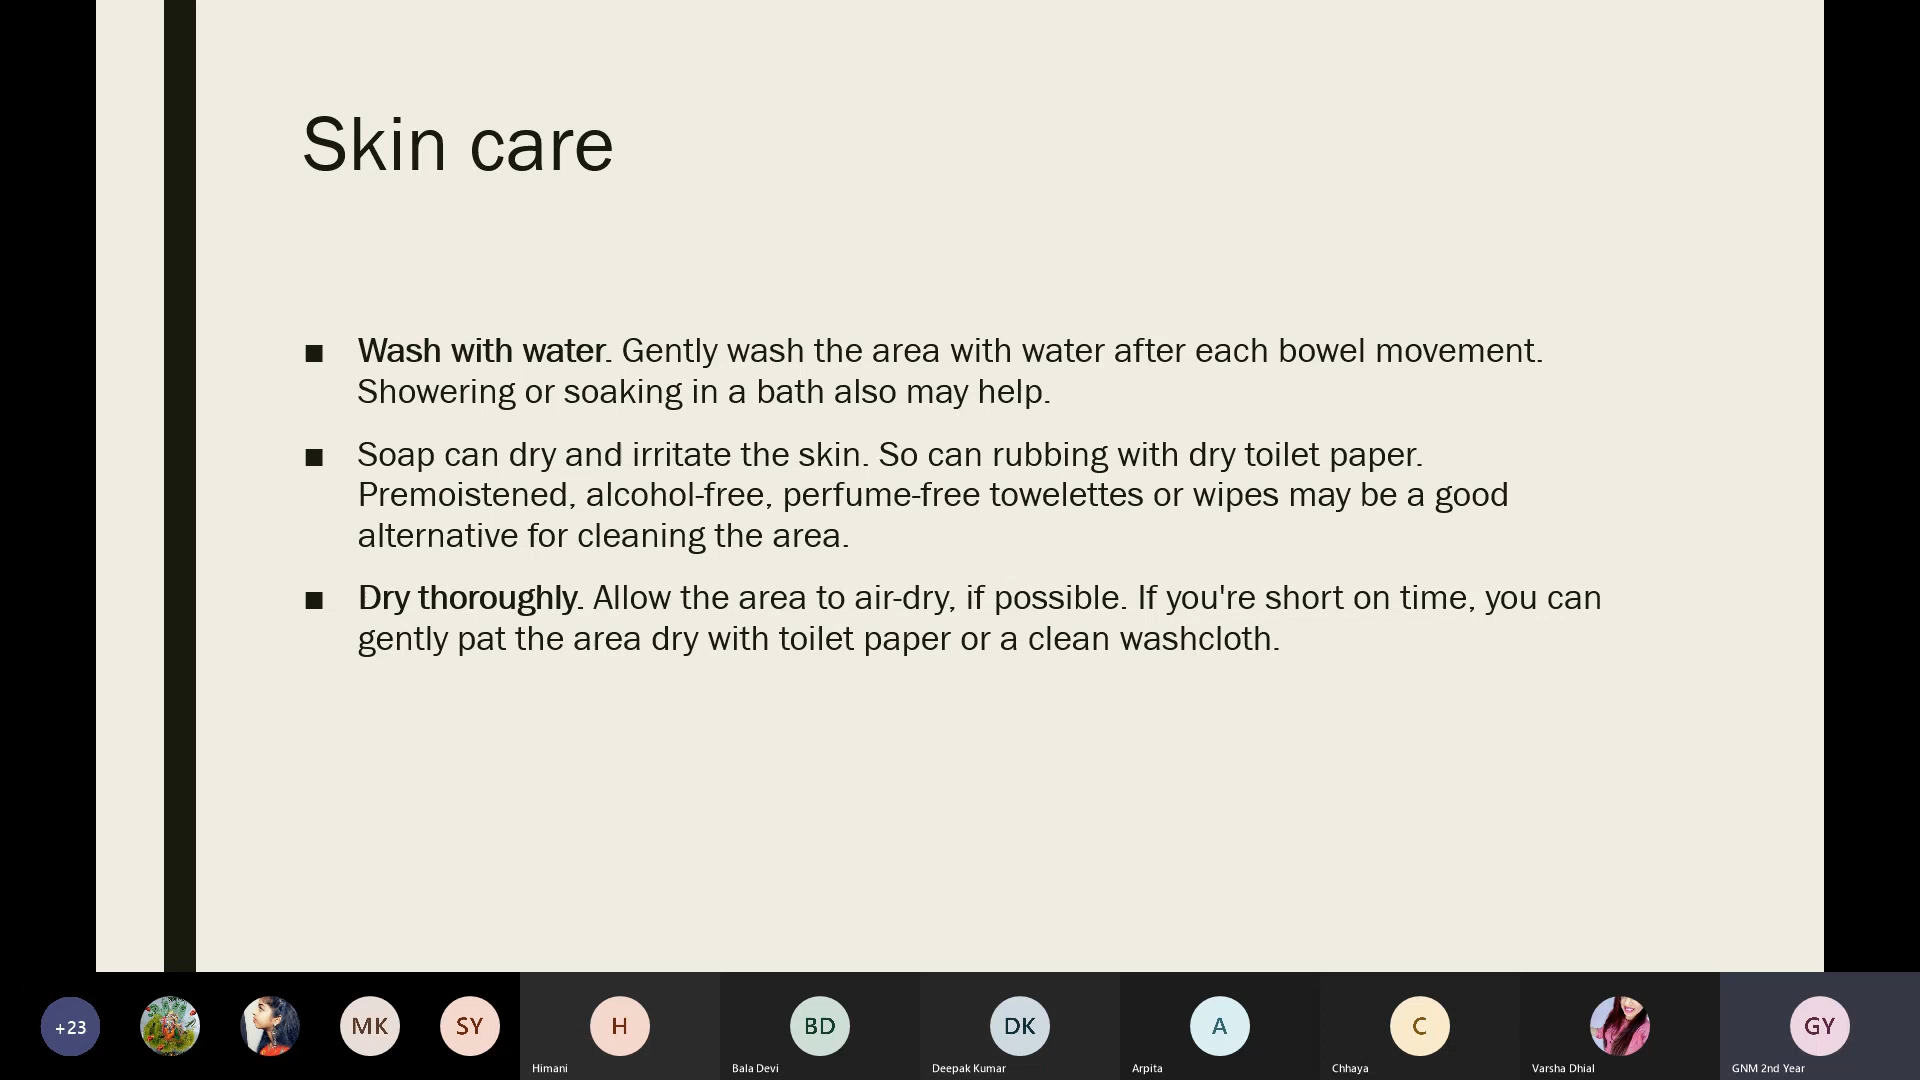 Skin care
■ Wash with water. Gently wash the area with water after each bowel movement.
Showering or soaking in a bath also may help.
■ Soap can dry and irritate the skin. So can rubbing with dry toilet paper.
Premoistened, alcohol-free, perfume-free towelettes or wipes may be a good
alternative for cleaning the area.
■ Dry thoroughly. Allow the area to air-dry, if possible. If you're short on time, you can
gently pat the area dry with toilet paper or a clean washcloth.
+23
MK
SY
H
BD
DK
A
C
GY
Himani
Bala Devi
Deepak Kumar
Arpita
Chhaya
Varsha Dhial
GNM 2nd Year